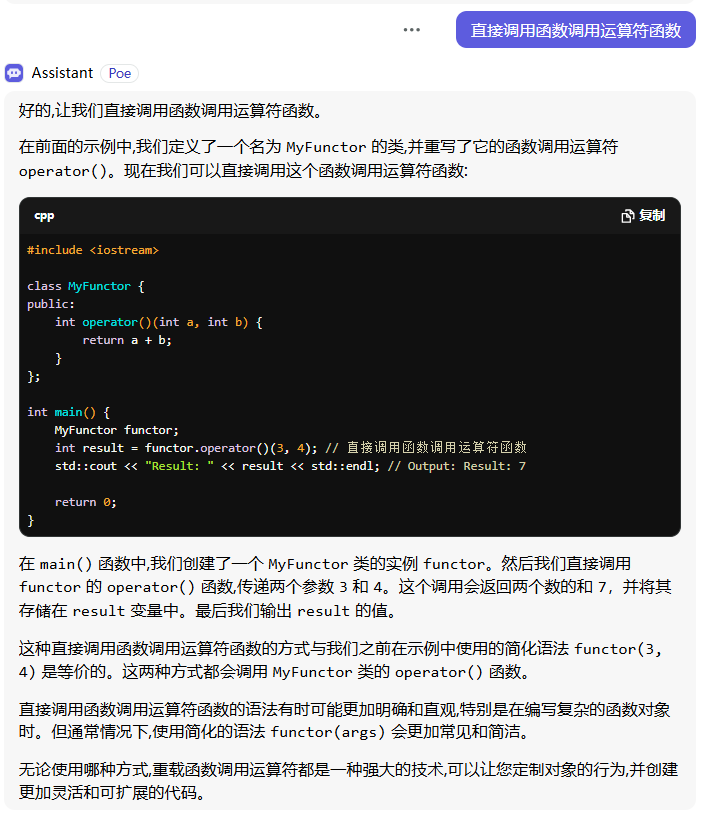 直接调用函数调用运算符函数
Assistant Poe
好的,让我们直接调用函数调用运算符函数。
在前面的示例中,我们定义了一个名为 MyFunctor 的类,并重写了它的函数调用运算符
operator()。现在我们可以直接调用这个函数调用运算符函数:
cpp 复制
#include <iostream>
class MyFunctor {
public:
    int operator()(int a, int b) {
        return a + b;
    }
};
int main() {
    MyFunctor functor;
    int result = functor.operator()(3, 4); // 直接调用函数调用运算符函数
    std::cout << "Result: " << result << std::endl; // Output: Result: 7
    return 0;
}
在 main() 函数中,我们创建了一个 MyFunctor 类的实例 functor。然后我们直接调用
functor 的 operator() 函数,传递两个参数 3 和 4。这个调用会返回两个数的和 7，并将其
存储在 result 变量中。最后我们输出 result 的值。
这种直接调用函数调用运算符函数的方式与我们之前在示例中使用的简化语法 functor(3,
4) 是等价的。这两种方式都会调用 MyFunctor 类的 operator() 函数。
直接调用函数调用运算符函数的语法有时可能更加明确和直观,特别是在编写复杂的函数对象
时。但通常情况下,使用简化的语法 functor(args) 会更加常见和简洁。
无论使用哪种方式,重载函数调用运算符都是一种强大的技术,可以让您定制对象的行为,并创建
更加灵活和可扩展的代码。